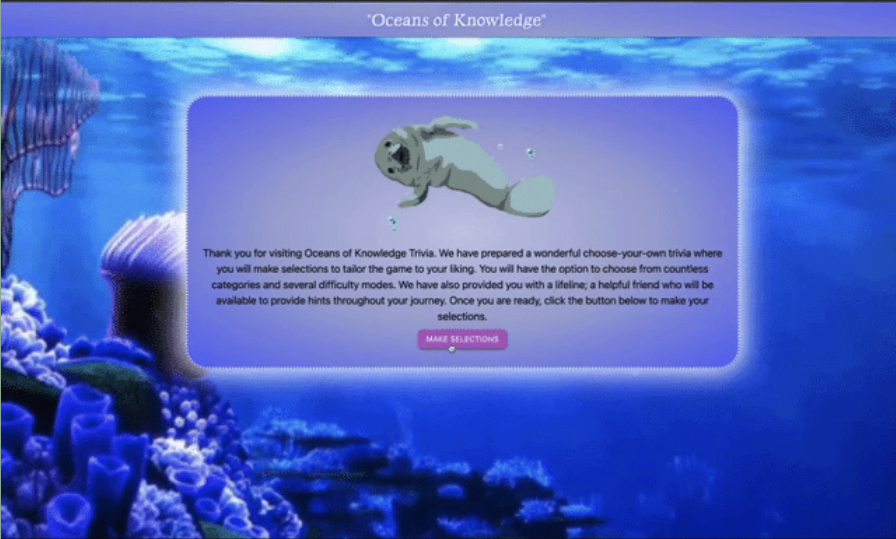 "Oceans of Knowledge"
Thank you for visiting Oceans of Knowledge Trivia. We have prepared a wonderful choose-your-own trivia where
you will make selections to tailor the game to your liking. You will have the option to choose from countless
categories and several difficulty modes. We have also provided you with a lifeline; a helpful friend who will be
available to provide hints throughout your journey. Once you are ready, click the button below to make your
selections.
MAKE SELECTIONS